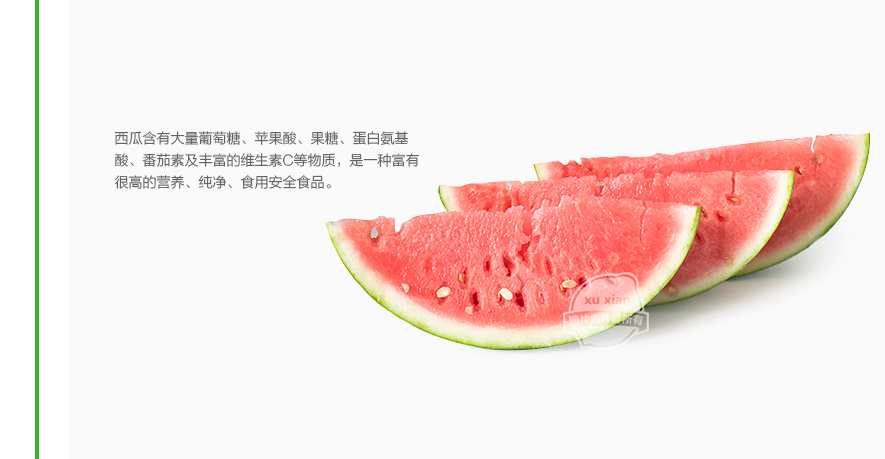 西瓜含有大量葡萄糖、苹果酸、果糖、蛋白氨基
酸、番茄素及丰富的维生素C等物质，是一种富有
很高的营养、纯净、食用安全食品。
xu xiao